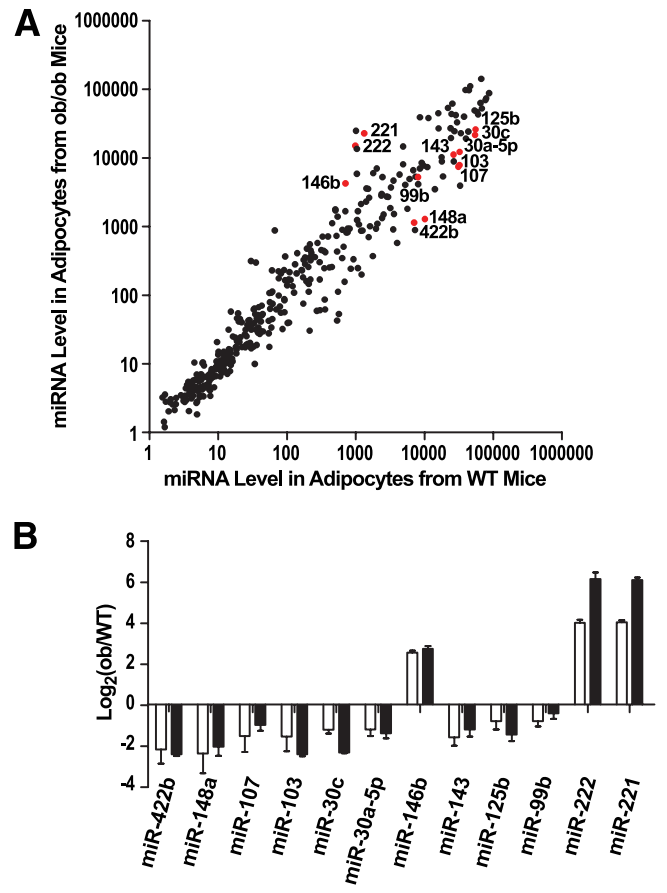 A
miRNA Level in Adipocytes from ob/ob Mice
1000000
100000
10000
1000
100
10
1
221
222
146b
125b
30c
143
30a-5p
103
107
99b
148a
422b
1 10 100 1000 10000 100000 1000000
miRNA Level in Adipocytes from WT Mice
B
Log2(ob/WT)
8
6
4
2
0
-2
-4
miR-422b
miR-148a
miR-107
miR-103
miR-30c
miR-30a-5p
miR-146b
miR-143
miR-125b
miR-99b
miR-222
miR-221